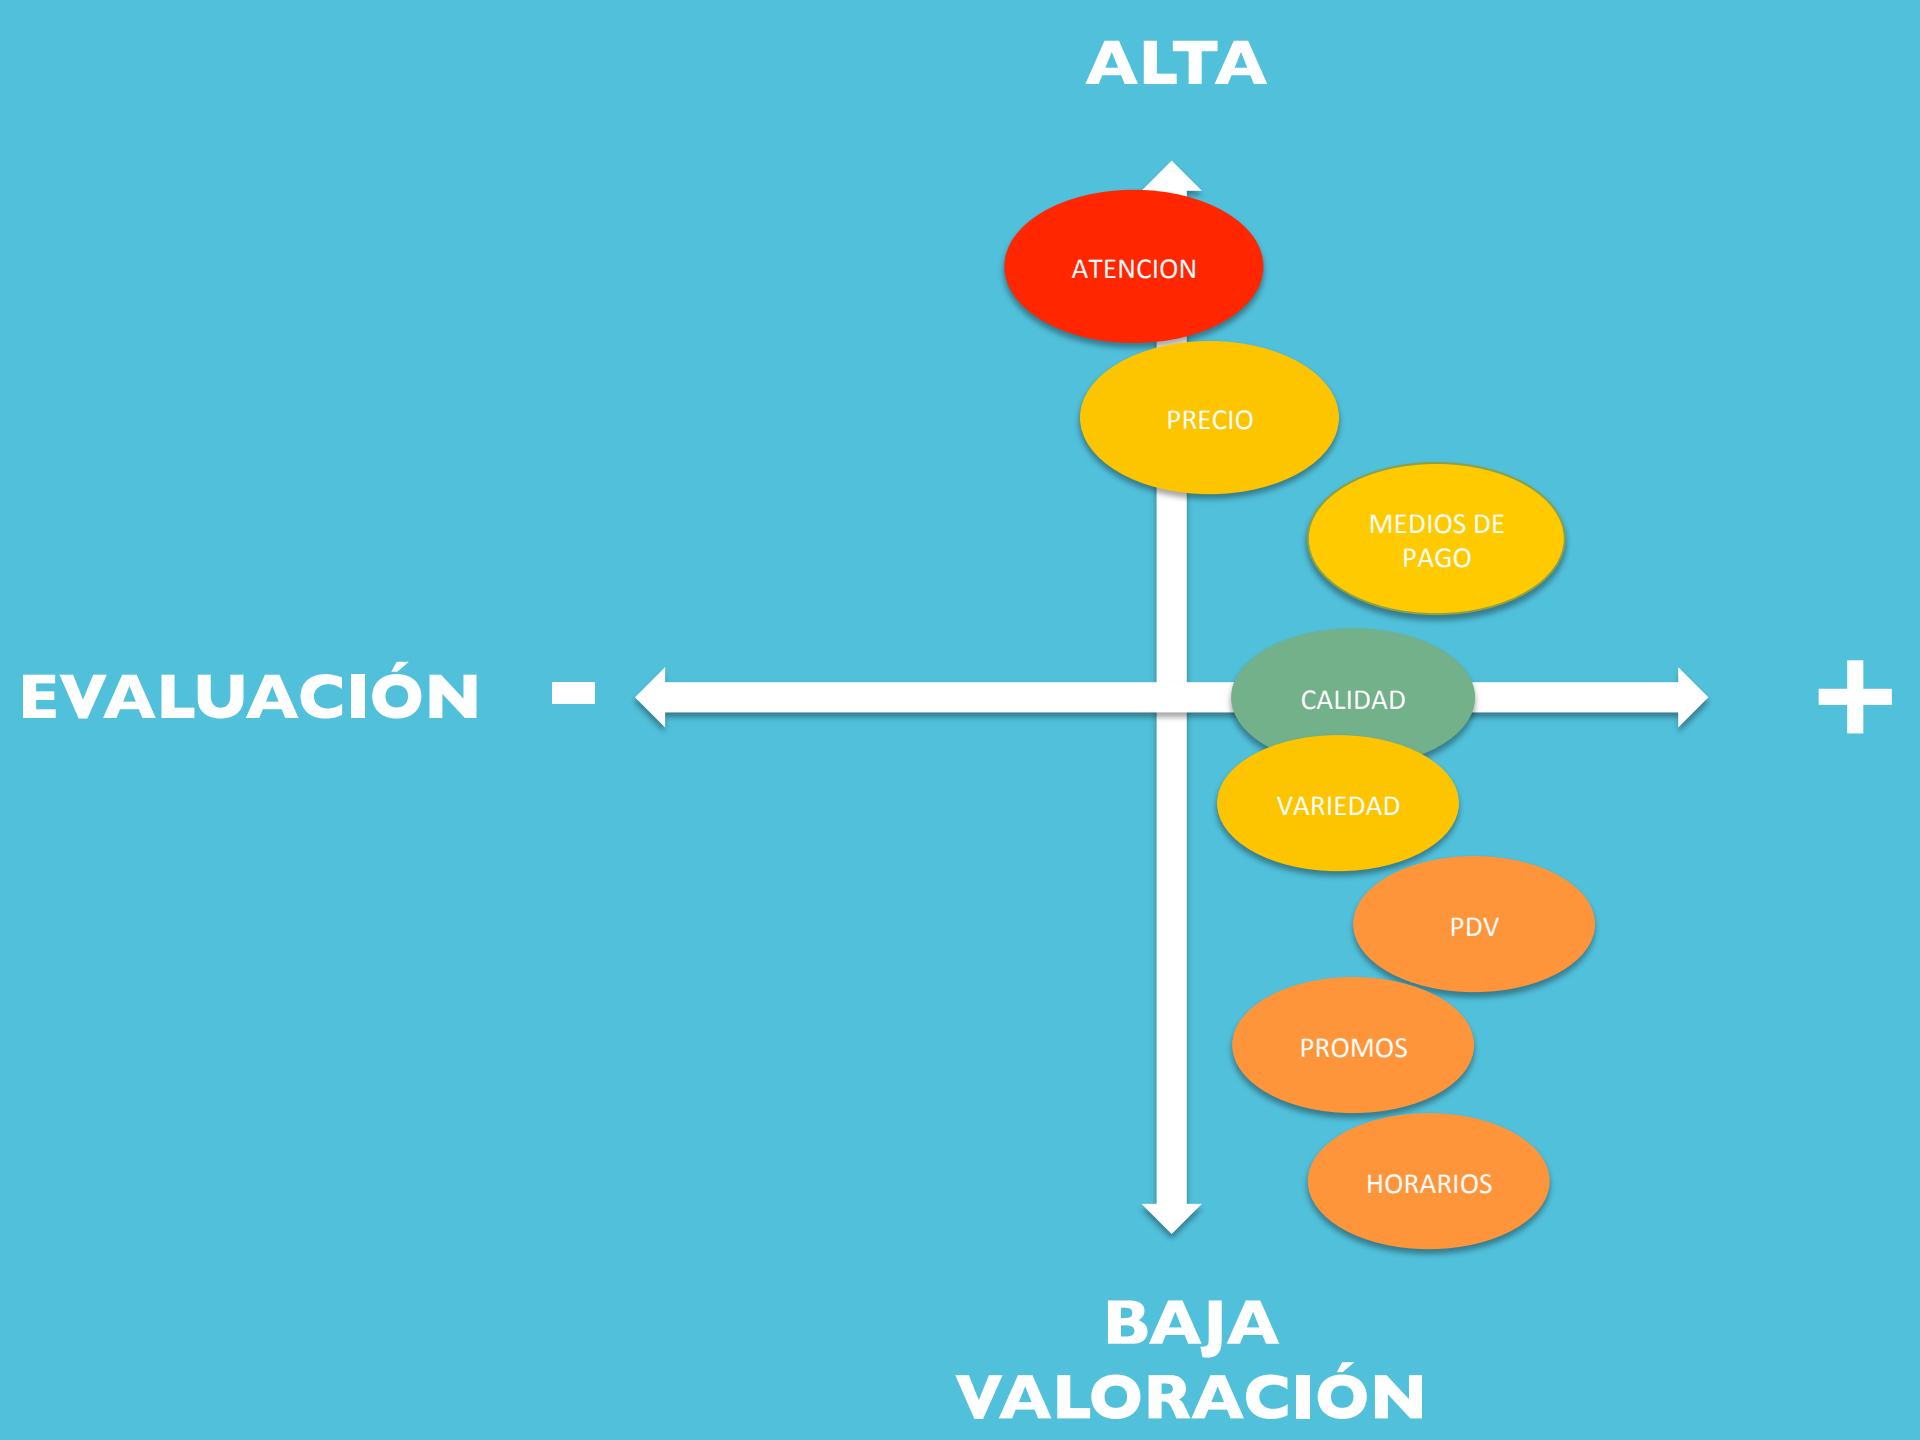 ALTA
ATENCION
PRECIO
MEDIOS DE
PAGO
EVALUACIÓN - +
CALIDAD
VARIEDAD
PDV
PROMOS
HORARIOS
BAJA
VALORACIÓN